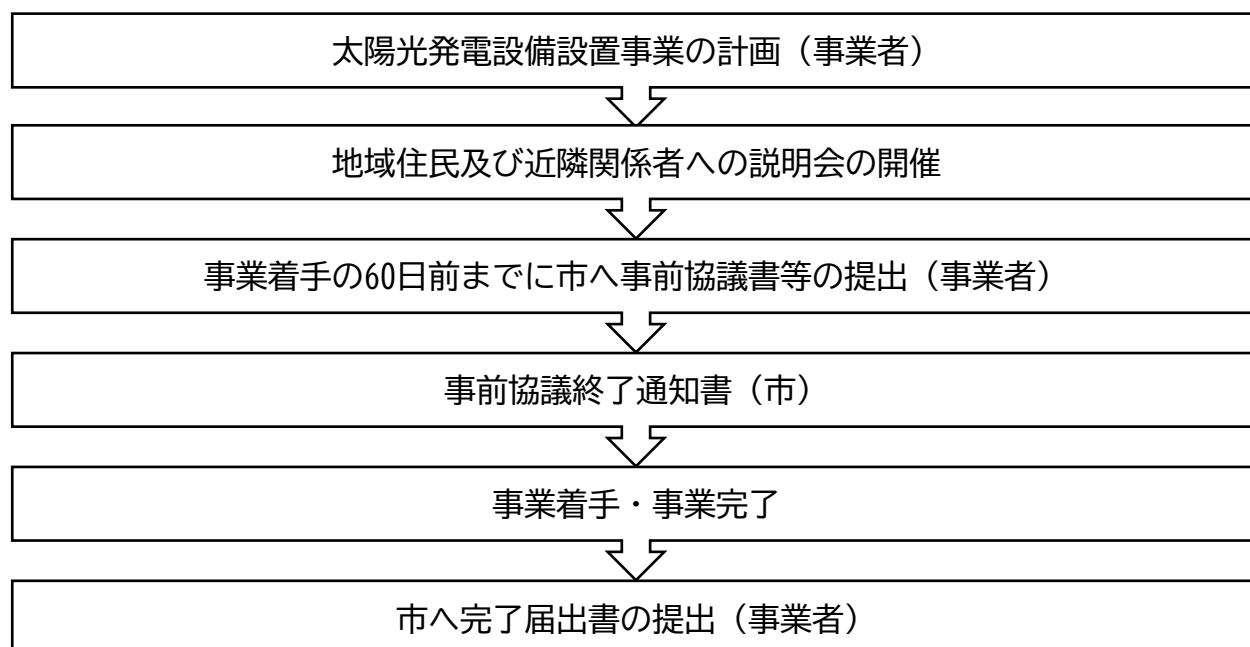 太陽光発電設備設置事業の計画（事業者）
地域住民及び近隣関係者への説明会の開催
事業着手の60日前までに市へ事前協議書等の提出（事業者）
事前協議終了通知書（市）
事業着手・事業完了
市へ完了届出書の提出（事業者）